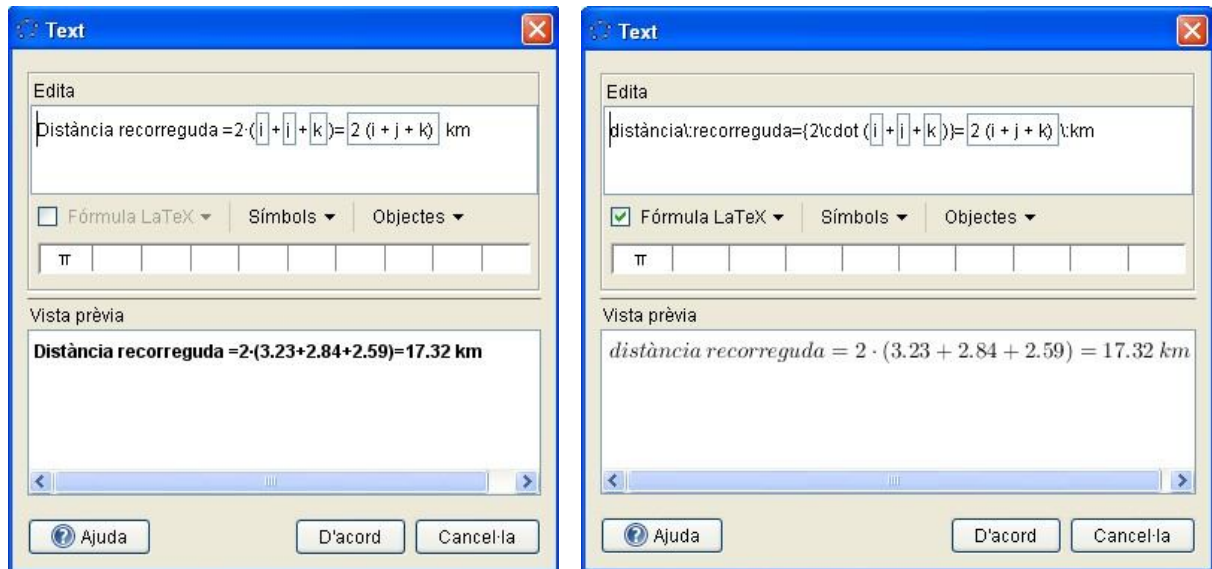 Text
Edita
Distància recorreguda =2·( i + j + k )= 2 (i + j + k) km
Fórmula LaTeX Símbols Objectes
π
Vista prèvia
Distància recorreguda =2·(3.23+2.84+2.59)=17.32 km
Ajuda D'acord Cancel·la
Text
Edita
distància\:recorreguda={2\cdot ( i + j + k )}= 2 (i + j + k) \:km
Fórmula LaTeX Símbols Objectes
π
Vista prèvia
distància recorreguda = 2 · (3.23 + 2.84 + 2.59) = 17.32 km
Ajuda D'acord Cancel·la